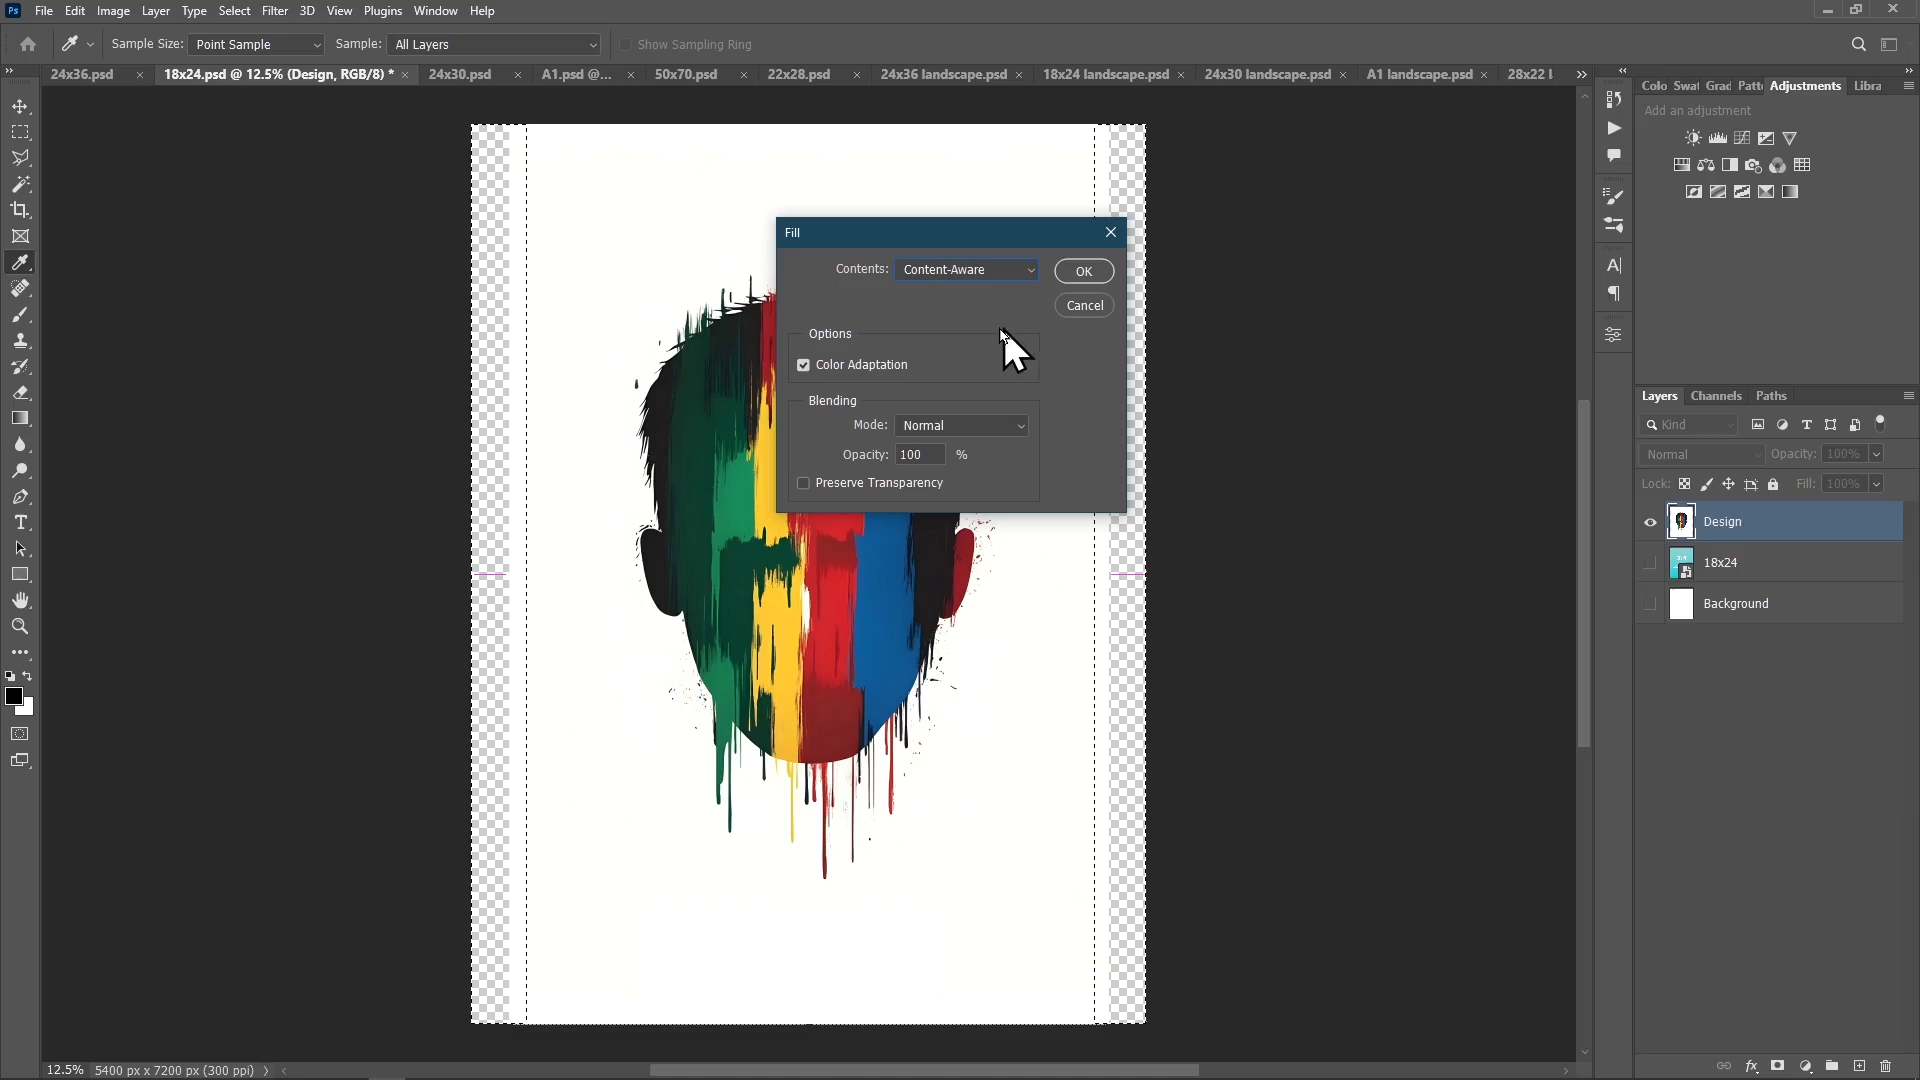 Ps File Edit Image Layer Type Select Filter 3D View Plugins Window Help
Sample Size: Point Sample Sample: All Layers Show Sampling Ring
24x36.psd × 18x24.psd @ 12.5% (Design, RGB/8) * × 24x30.psd × A1.psd @... × 50x70.psd × 22x28.psd × 24x36 landscape.psd × 18x24 landscape.psd × 24x30 landscape.psd × A1 landscape.psd × 28x22 l
Colo Swat Grad Patt Adjustments Libra
Add an adjustment
Fill
Contents: Content-Aware
OK
Cancel
Options
Color Adaptation
Blending
Mode: Normal
Opacity: 100 %
Preserve Transparency
Layers Channels Paths
Kind
Normal Opacity: 100%
Lock: Fill: 100%
Design
18x24
Background
12.5% 5400 px x 7200 px (300 ppi)